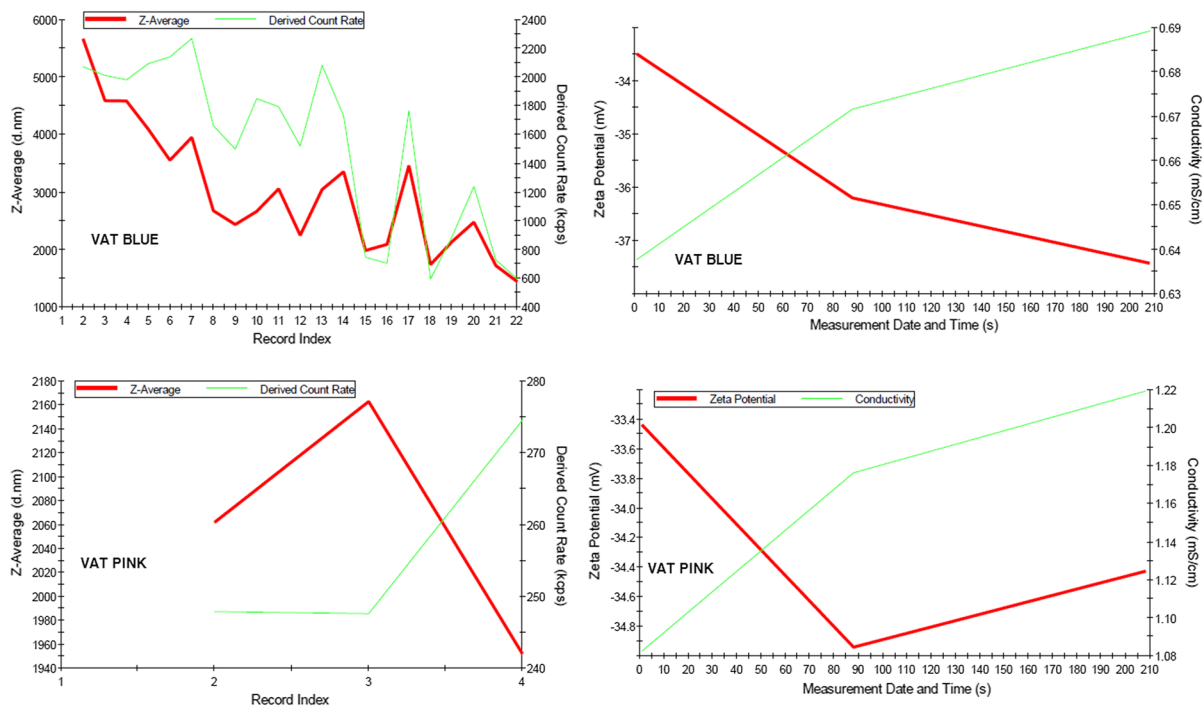 Z-Average Derived Count Rate
6000 5000 4000 3000 2000 1000
Z-Average (d.nm)
2400 2200 2000 1800 1600 1400 1200 1000 800 600 400
Derived Count Rate (kcps)
VAT BLUE
1 2 3 4 5 6 7 8 9 10 11 12 13 14 15 16 17 18 19 20 21 22
Record Index
-34 -35 -36 -37
Zeta Potential (mV)
0.69 0.68 0.67 0.66 0.65 0.64 0.63
Conductivity (mS/cm)
VAT BLUE
0 10 20 30 40 50 60 70 80 90 100 110 120 130 140 150 160 170 180 190 200 210
Measurement Date and Time (s)
Z-Average Derived Count Rate
2180 2160 2140 2120 2100 2080 2060 2040 2020 2000 1980 1960 1940
Z-Average (d.nm)
280 270 260 250 240
Derived Count Rate (kcps)
VAT PINK
1 2 3 4
Record Index
Zeta Potential Conductivity
-33.4 -33.6 -33.8 -34.0 -34.2 -34.4 -34.6 -34.8
Zeta Potential (mV)
1.22 1.20 1.18 1.16 1.14 1.12 1.10 1.08
Conductivity (mS/cm)
VAT PINK
0 10 20 30 40 50 60 70 80 90 100 110 120 130 140 150 160 170 180 190 200 210
Measurement Date and Time (s)